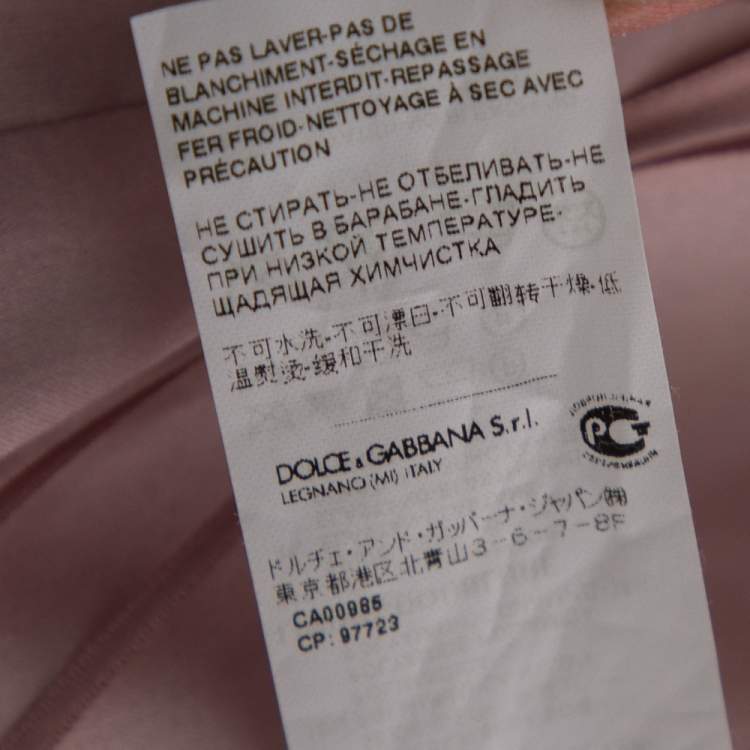 NE PAS LAVER-PAS DE
BLANCHIMENT-SÉCHAGE EN
MACHINE INTERDIT-REPASSAGE
FER FROID-NETTOYAGE À SEC AVEC
PRÉCAUTION
НЕ СТИРАТЬ-НЕ ОТБЕЛИВАТЬ-НЕ
СУШИТЬ В БАРАБАНЕ-ГЛАДИТЬ
ПРИ НИЗКОЙ ТЕМПЕРАТУРЕ-
ЩАДЯЩАЯ ХИМЧИСТКА
不可水洗-不可漂白-不可翻转干燥-低
温熨烫-缓和干洗
DOLCE & GABBANA S.r.l.
LEGNANO (MI) ITALY
PCT
ドルチェ・アンド・ガッバーナ・ジャパン㈱
東京都港区北青山3-6-7-8F
CA00985
CP: 97723